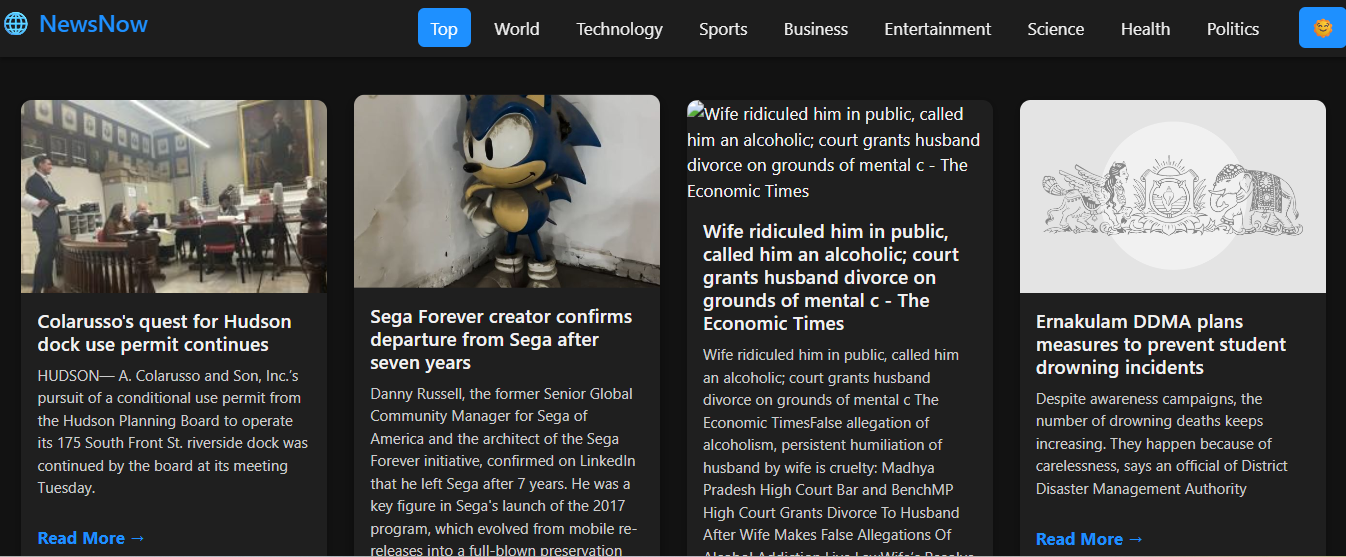 NewsNow
Top World Technology Sports Business Entertainment Science Health Politics
Colarusso's quest for Hudson
dock use permit continues
HUDSON— A. Colarusso and Son, Inc.'s
pursuit of a conditional use permit from
the Hudson Planning Board to operate
its 175 South Front St. riverside dock was
continued by the board at its meeting
Tuesday.
Read More →
Sega Forever creator confirms
departure from Sega after
seven years
Danny Russell, the former Senior Global
Community Manager for Sega of
America and the architect of the Sega
Forever initiative, confirmed on LinkedIn
that he left Sega after 7 years. He was a
key figure in Sega's launch of the 2017
program, which evolved from mobile re-
releases into a full-blown preservation
Wife ridiculed him in public, called
him an alcoholic; court grants husband
divorce on grounds of mental c - The
Economic Times
Wife ridiculed him in public,
called him an alcoholic; court
grants husband divorce on
grounds of mental c - The
Economic Times
Wife ridiculed him in public, called him
an alcoholic; court grants husband
divorce on grounds of mental c The
Economic TimesFalse allegation of
alcoholism, persistent humiliation of
husband by wife is cruelty: Madhya
Pradesh High Court Bar and BenchMP
High Court Grants Divorce To Husband
After Wife Makes False Allegations Of
Alcohol Addiction Live LawWife's
Ernakulam DDMA plans
measures to prevent student
drowning incidents
Despite awareness campaigns, the
number of drowning deaths keeps
increasing. They happen because of
carelessness, says an official of District
Disaster Management Authority
Read More →